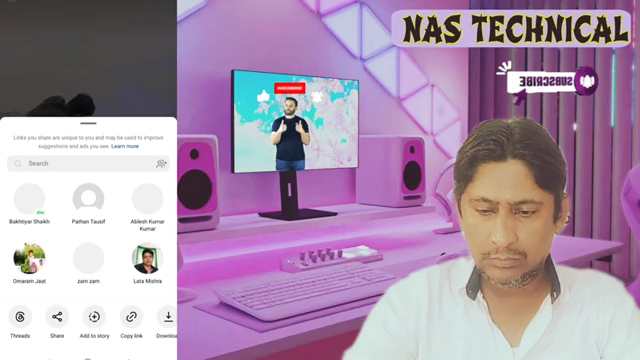 NAS TECHNICAL
SUBSCRIBE
Links you share are unique to you and may be used to improve
suggestions and ads you see. Learn more
Search
Bakhtiyar Shaikh
Pathan Tausif
Ablesh Kumar
Kumar
Omaram Jaat
zam zam
Lata Mishra
Threads
Share
Add to story
Copy link
Downloa